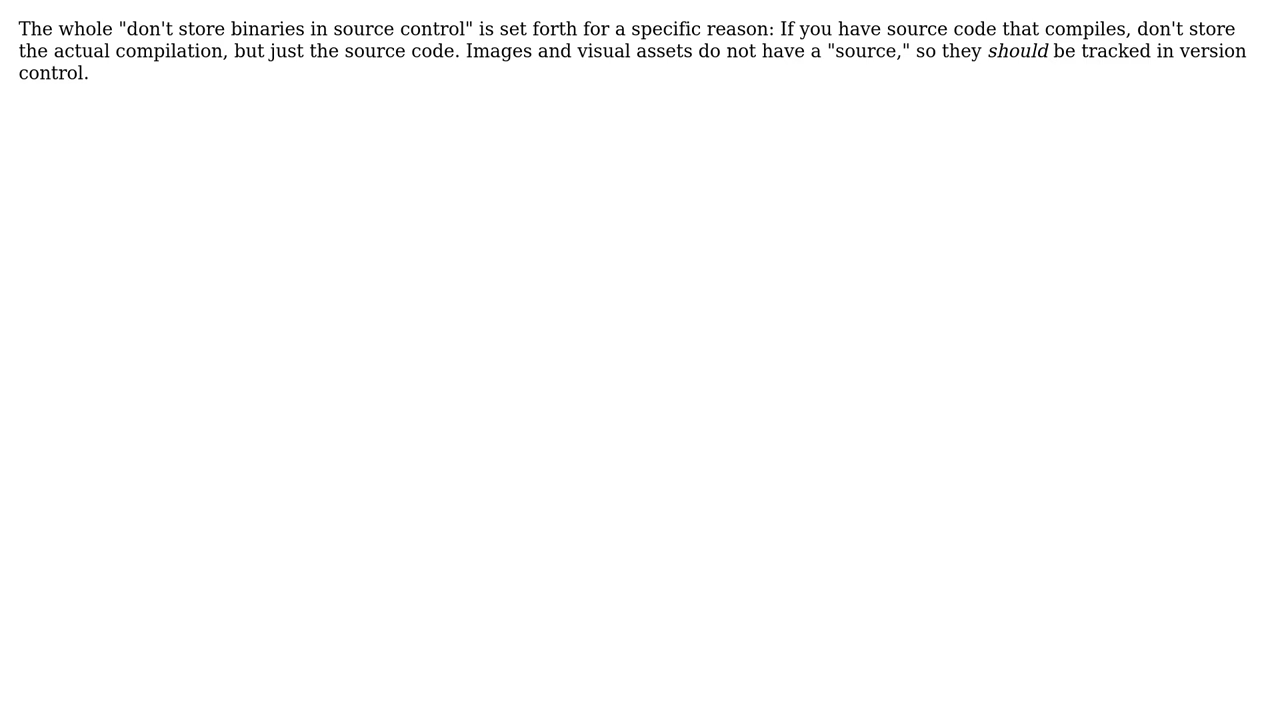 The whole "don't store binaries in source control" is set forth for a specific reason: If you have source code that compiles, don't store
the actual compilation, but just the source code. Images and visual assets do not have a "source," so they should be tracked in version
control.